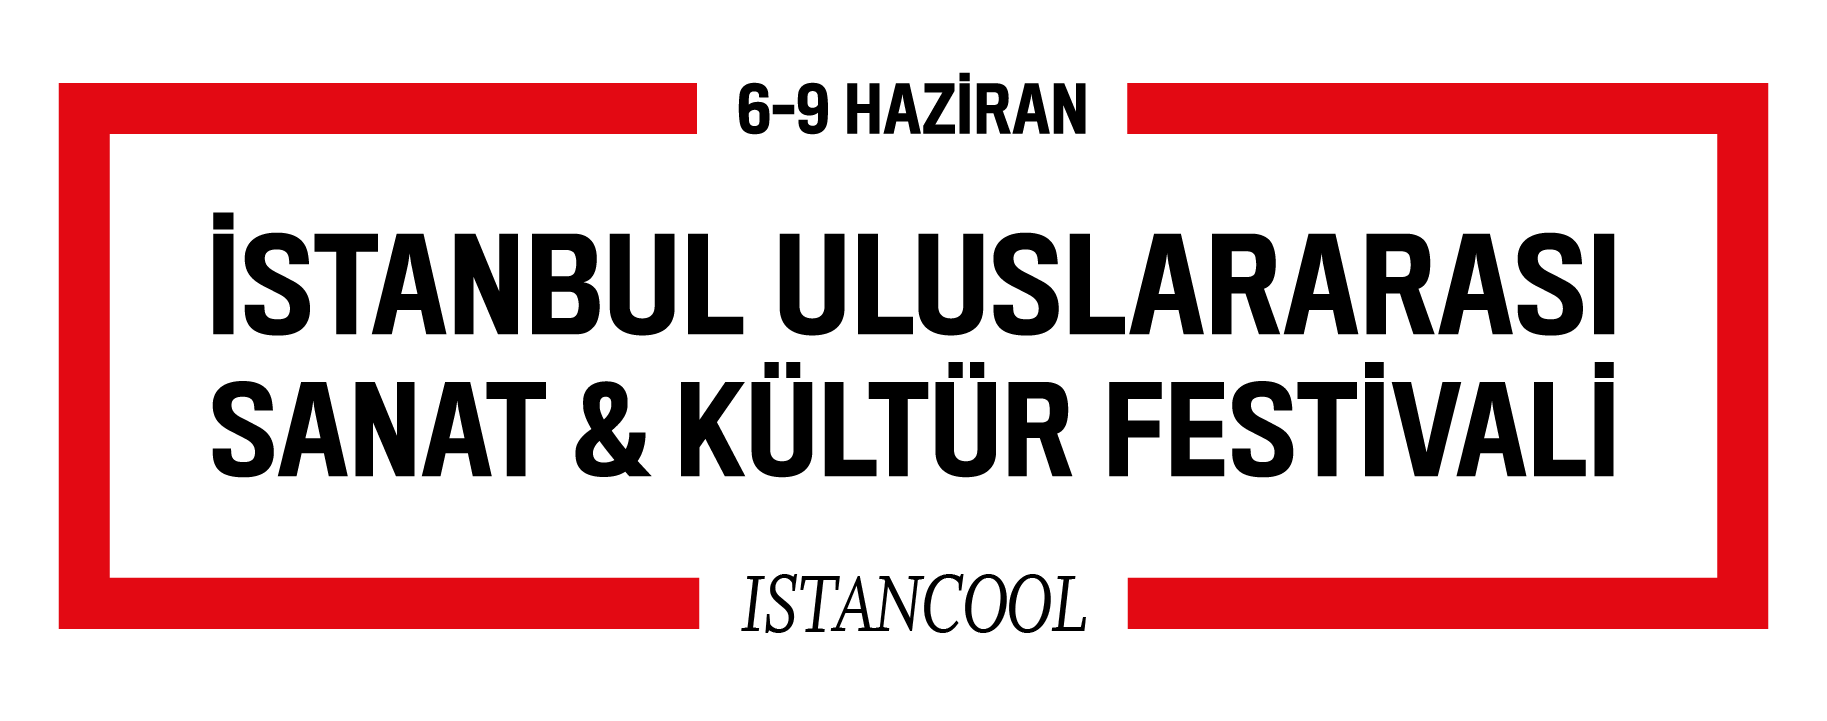 6–9 HAZİRAN
İSTANBUL ULUSLARARASI
SANAT & KÜLTÜR FESTİVALİ
ISTANCOOL